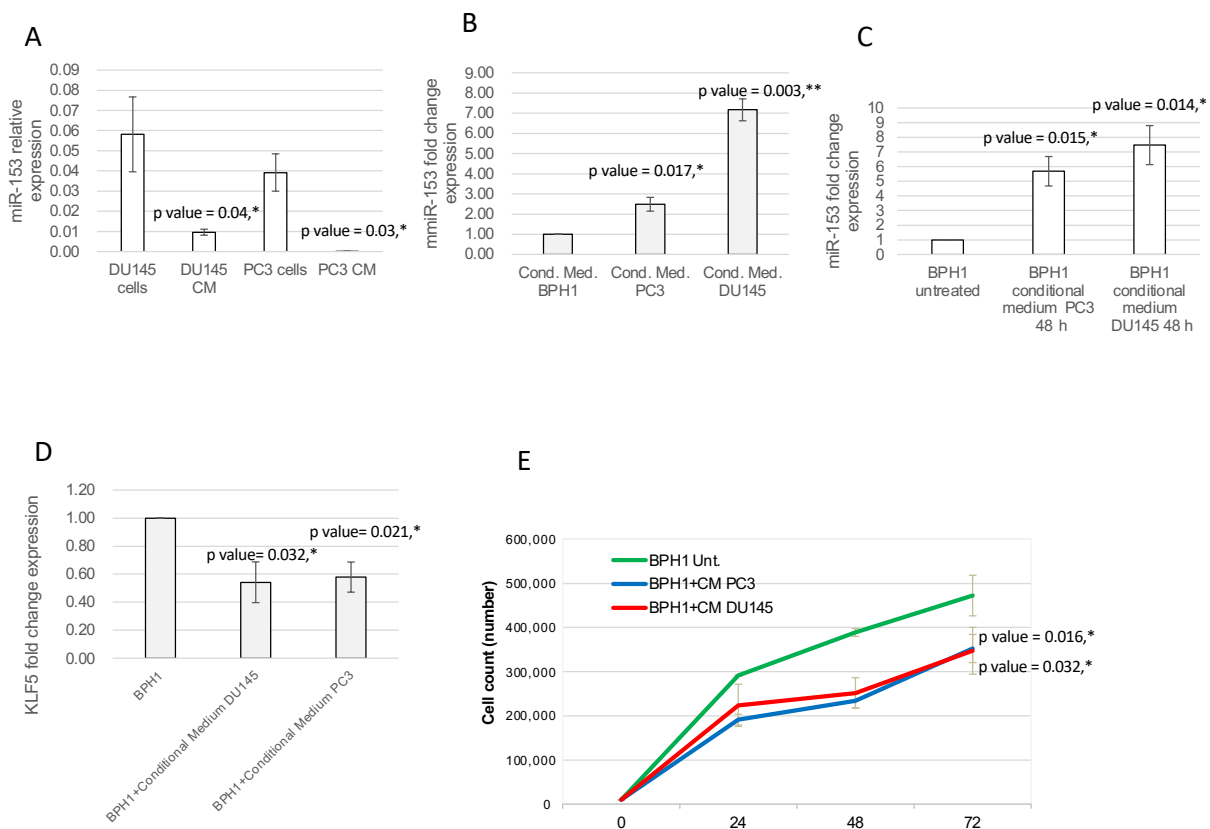 A
miR-153 relative
expression
0.09
0.08
0.07
0.06
0.05
0.04
0.03
0.02
0.01
0.00
p value = 0.04,*
p value = 0.03,*
DU145
cells
DU145
CM
PC3 cells
PC3 CM
B
mmiR-153 fold change
expression
9.00
8.00
7.00
6.00
5.00
4.00
3.00
2.00
1.00
0.00
p value = 0.003,**
p value = 0.017,*
Cond. Med.
BPH1
Cond. Med.
PC3
Cond. Med.
DU145
C
miR-153 fold change
expression
10
9
8
7
6
5
4
3
2
1
0
p value = 0.014,*
p value = 0.015,*
BPH1
untreated
BPH1
conditional
medium PC3
48 h
BPH1
conditional
medium
DU145 48 h
D
KLF5 fold change expression
1.20
1.00
0.80
0.60
0.40
0.20
0.00
p value= 0.021,*
p value= 0.032,*
BPH1
BPH1+Conditional Medium DU145
BPH1+Conditional Medium PC3
E
Cell count (number)
600,000
500,000
400,000
300,000
200,000
100,000
0
BPH1 Unt.
BPH1+CM PC3
BPH1+CM DU145
p value = 0.016,*
p value = 0.032,*
0
24
48
72